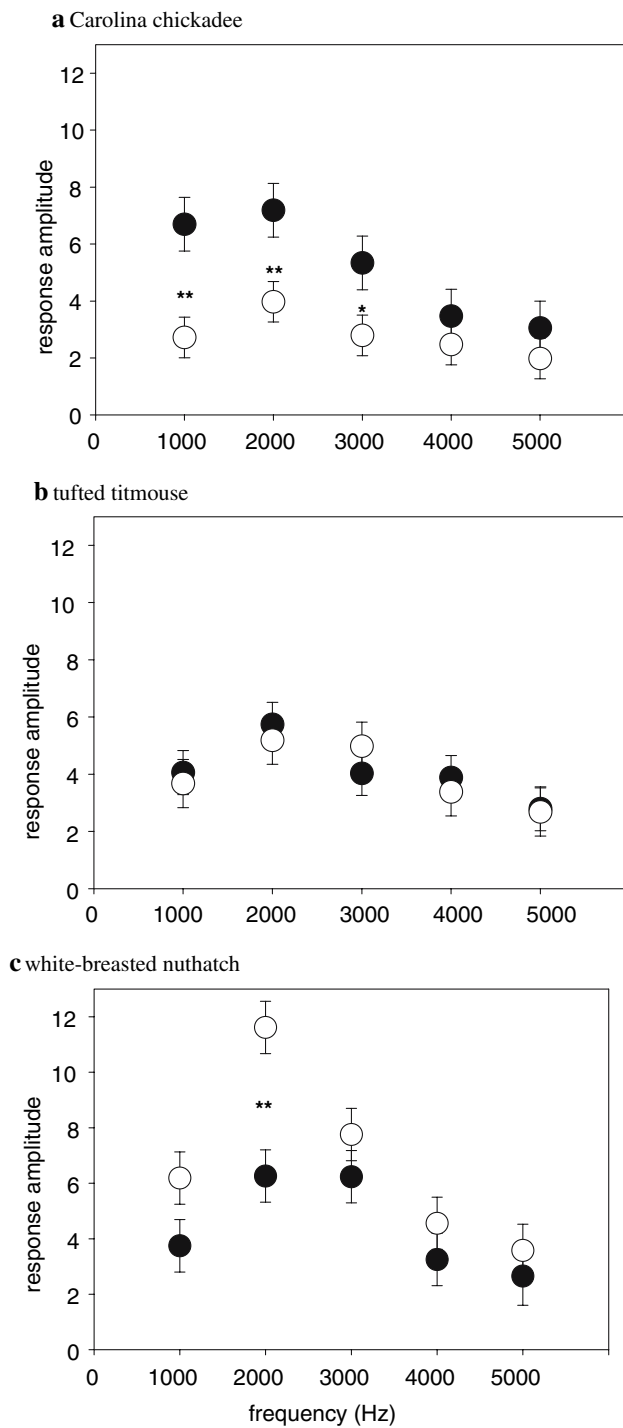 a Carolina chickadee
12
10
8
6
4
2
0
response amplitude
**
**
*
0 1000 2000 3000 4000 5000
b tufted titmouse
12
10
8
6
4
2
0
response amplitude
0 1000 2000 3000 4000 5000
c white-breasted nuthatch
12
10
8
6
4
2
0
response amplitude
**
0 1000 2000 3000 4000 5000
frequency (Hz)